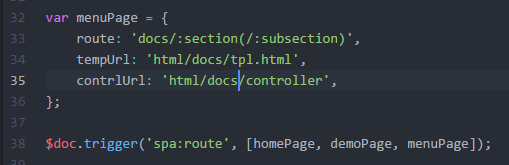 32 var menuPage = {
33 route: 'docs/:section(/:subsection)',
34 tempUrl: 'html/docs/tpl.html',
35 contrlUrl: 'html/docs/controller',
36 };
37
38 $doc.trigger('spa:route', [homePage, demoPage, menuPage]);